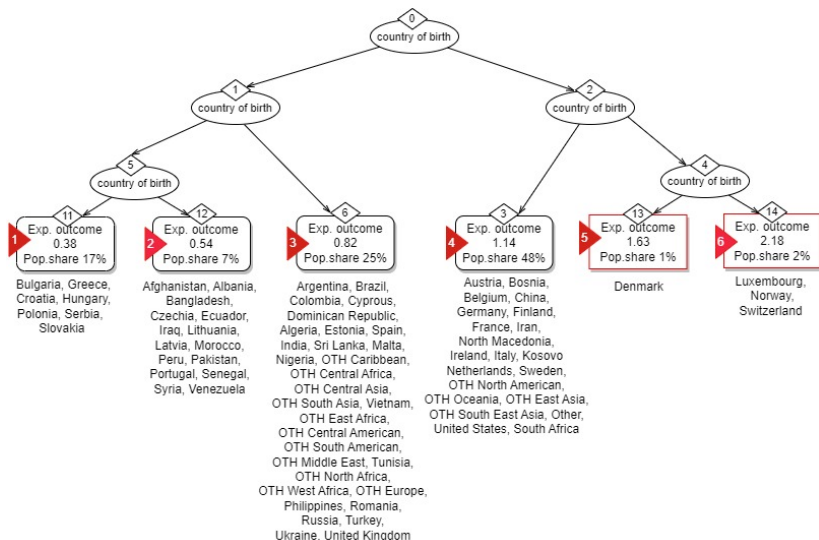 0
country of birth
1
country of birth
2
country of birth
5
country of birth
4
country of birth
11
Exp. outcome
0.38
Pop.share 17%
1
Bulgaria, Greece,
Croatia, Hungary,
Polonia, Serbia,
Slovakia
12
Exp. outcome
0.54
Pop.share 7%
2
Afghanistan, Albania,
Bangladesh,
Czechia, Ecuador,
Iraq, Lithuania,
Latvia, Morocco,
Peru, Pakistan,
Portugal, Senegal,
Syria, Venezuela
6
Exp. outcome
0.82
Pop.share 25%
3
Argentina, Brazil,
Colombia, Cyprous,
Dominican Republic,
Algeria, Estonia, Spain,
India, Sri Lanka, Malta,
Nigeria, OTH Caribbean,
OTH Central Africa,
OTH Central Asia,
OTH South Asia, Vietnam,
OTH East Africa,
OTH Central American,
OTH South American,
OTH Middle East, Tunisia,
OTH North Africa,
OTH West Africa, OTH Europe,
Philippines, Romania,
Russia, Turkey,
Ukraine, United Kingdom
3
Exp. outcome
1.14
Pop.share 48%
4
Austria, Bosnia,
Belgium, China,
Germany, Finland,
France, Iran,
North Macedonia,
Ireland, Italy, Kosovo
Netherlands, Sweden,
OTH North American,
OTH Oceania, OTH East Asia,
OTH South East Asia, Other,
United States, South Africa
13
Exp. outcome
1.63
Pop.share 1%
5
Denmark
14
Exp. outcome
2.18
Pop.share 2%
6
Luxembourg,
Norway,
Switzerland